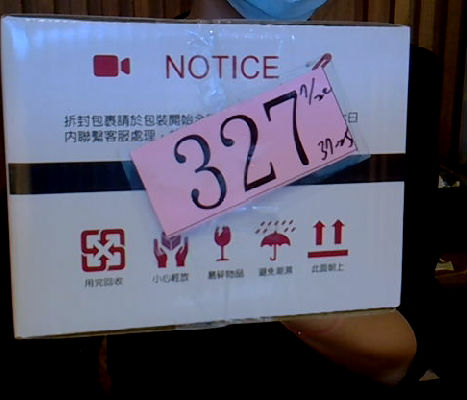 NOTICE
拆封包裹請於包裝開始全
日
內聯繫客服處理，
327
用完回收
小心輕放
易碎物品
避免潮濕
此面朝上